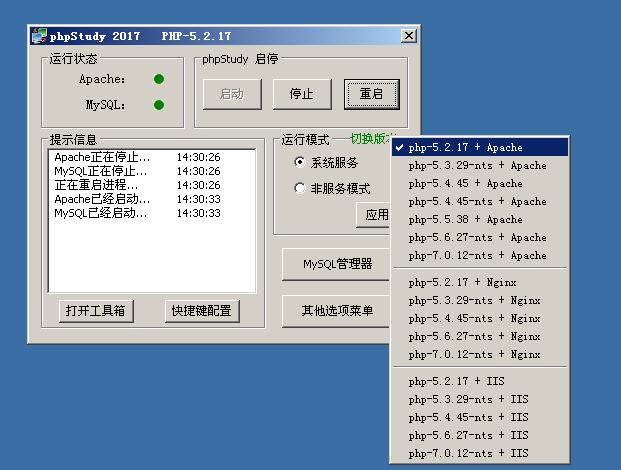 phpStudy 2017 PHP-5.2.17
运行状态
Apache:
MySQL:
phpStudy 启停
启动
停止
重启
提示信息
Apache正在停止... 14:30:26
MySQL正在停止... 14:30:26
正在重启进程... 14:30:26
Apache已经启动... 14:30:33
MySQL已经启动... 14:30:33
打开工具箱
快捷键配置
运行模式
切换版本
系统服务
非服务模式
应用
MySQL管理器
其他选项菜单
php-5.2.17 + Apache
php-5.3.29-nts + Apache
php-5.4.45 + Apache
php-5.4.45-nts + Apache
php-5.5.38 + Apache
php-5.6.27-nts + Apache
php-7.0.12-nts + Apache
php-5.2.17 + Nginx
php-5.3.29-nts + Nginx
php-5.4.45-nts + Nginx
php-5.6.27-nts + Nginx
php-7.0.12-nts + Nginx
php-5.2.17 + IIS
php-5.3.29-nts + IIS
php-5.4.45-nts + IIS
php-5.6.27-nts + IIS
php-7.0.12-nts + IIS